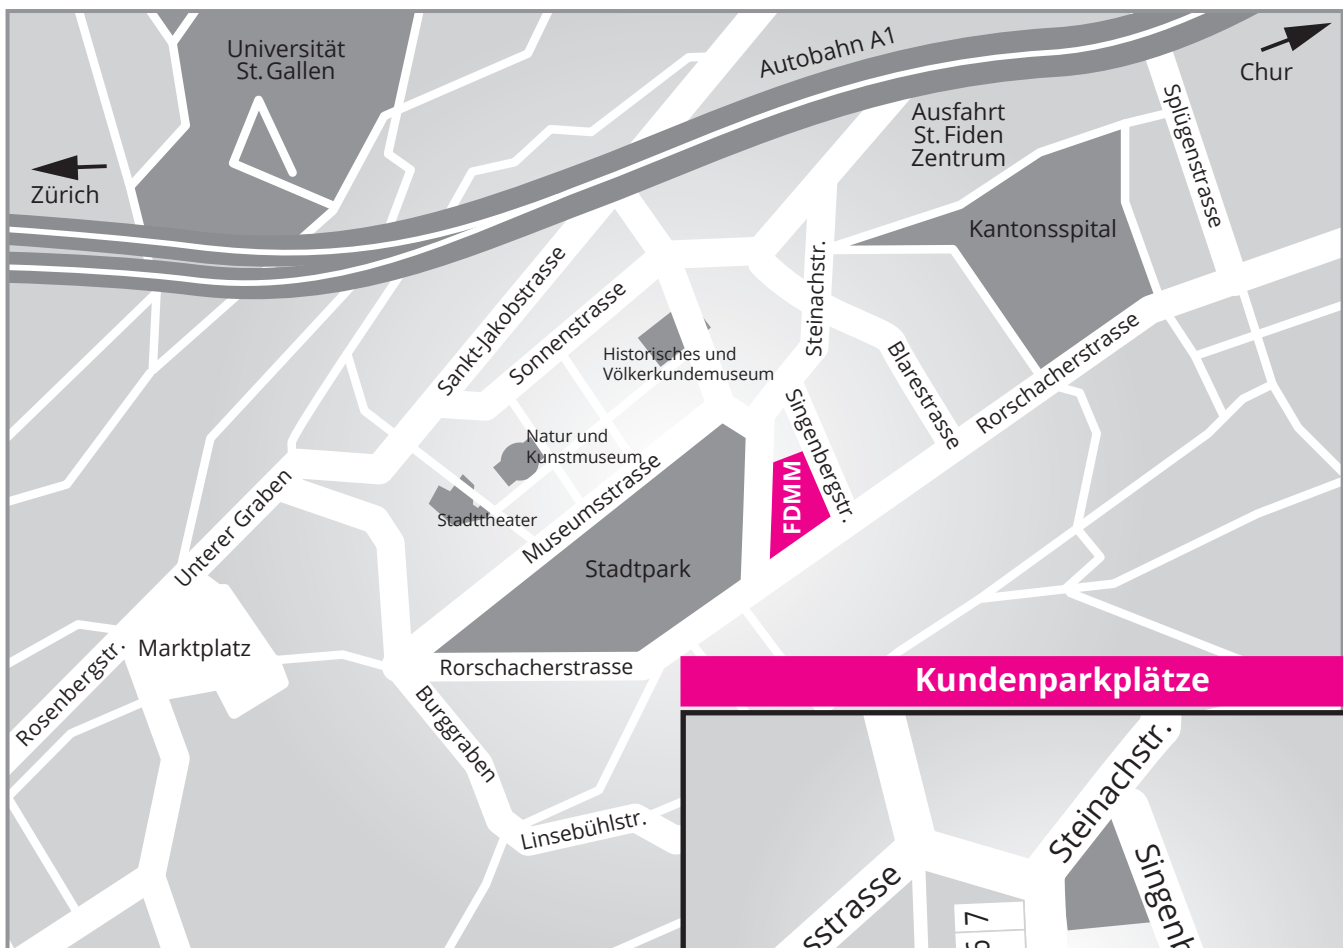 Universität
St. Gallen
Autobahn A1
Chur
Zürich
Ausfahrt
St. Fiden
Zentrum
Splügenstrasse
Kantonsspital
Sankt-Jakobstrasse
Sonnenstrasse
Steinachstr.
Historisches und
Völkerkundemuseum
Blarestrasse
Rorschacherstrasse
Singenbergstr.
Natur und
Kunstmuseum
Museumsstrasse
FDMM
Stadttheater
Unterer Graben
Stadtpark
Marktplatz
Rosenbergstr.
Rorschacherstrasse
Burggraben
Linsebühlstr.
Kundenparkplätze
Steinachstr.
sstrasse
7